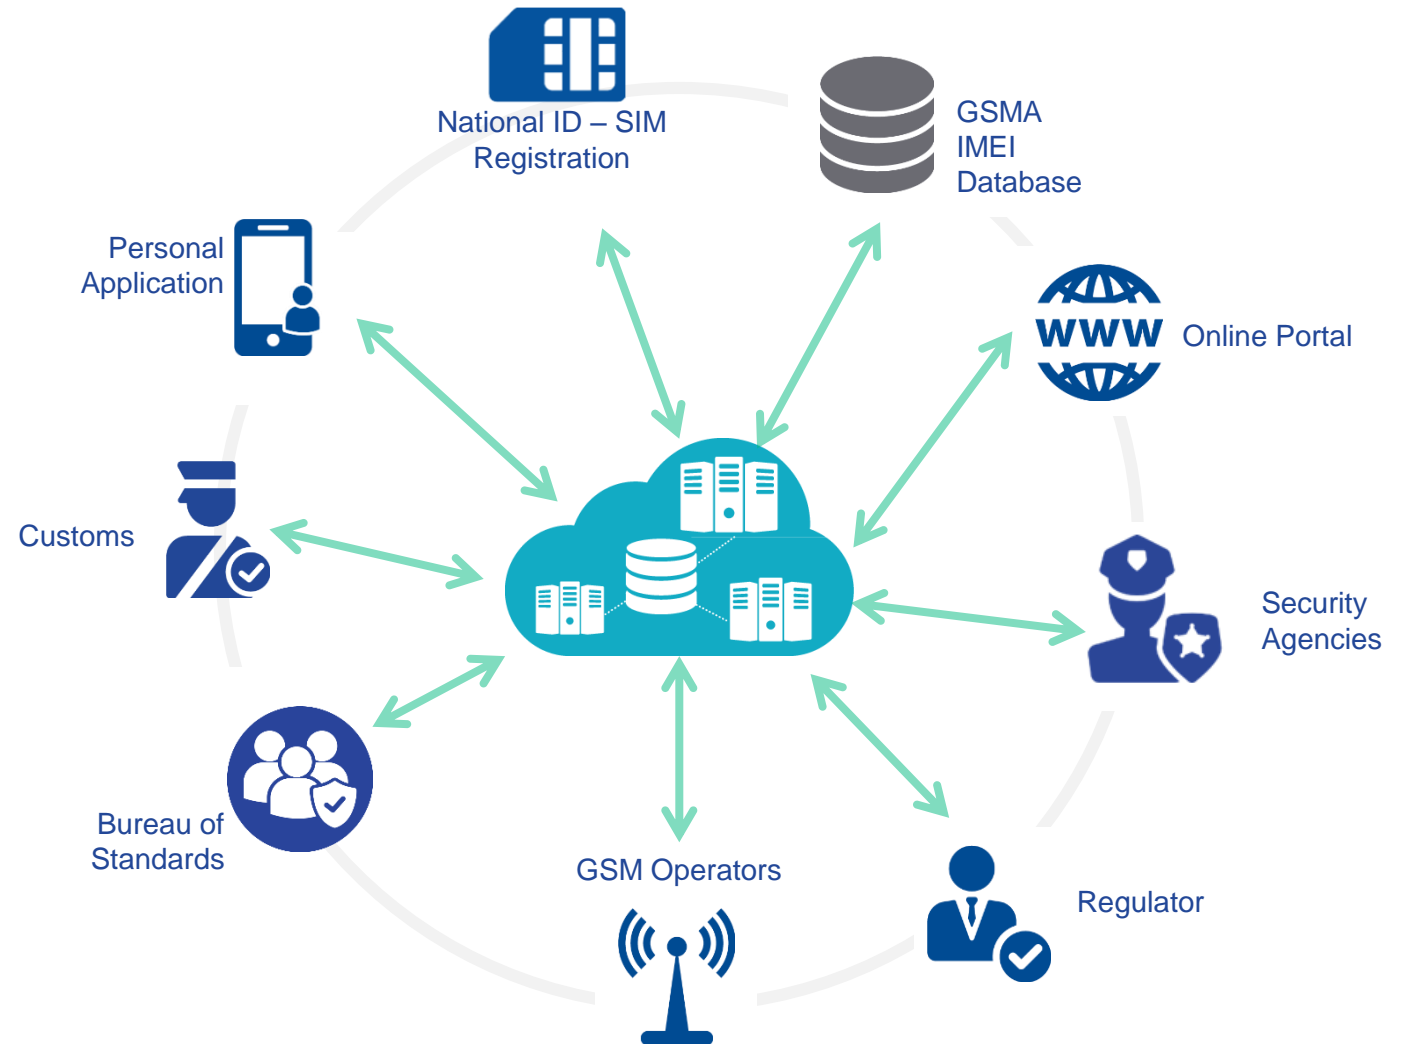 National ID – SIM
Registration
GSMA
IMEI
Database
Personal
Application
WWW
Online Portal
Customs
Security
Agencies
Bureau of
Standards
GSM Operators
Regulator